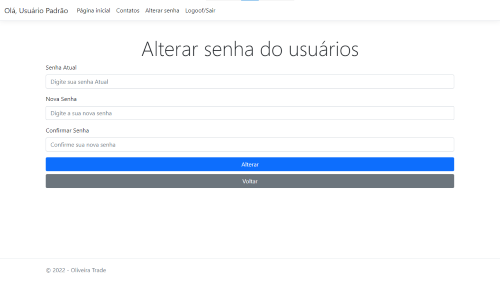 Olá, Usuário Padrão Página inicial Contatos Alterar senha Logoof/Sair
Alterar senha do usuários
Senha Atual
Digite sua senha Atual
Nova Senha
Digite a sua nova senha
Confirmar Senha
Confirme sua nova senha
Alterar
Voltar
© 2022 - Oliveira Trade